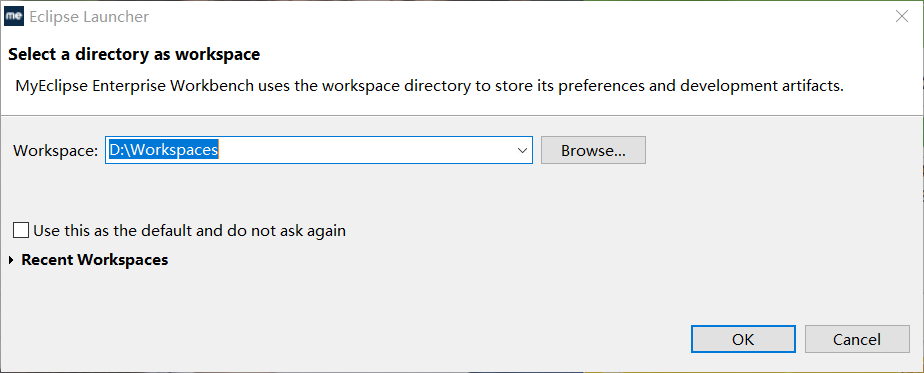 me Eclipse Launcher
Select a directory as workspace
MyEclipse Enterprise Workbench uses the workspace directory to store its preferences and development artifacts.
Workspace: D:\Workspaces Browse...
Use this as the default and do not ask again
Recent Workspaces
OK Cancel